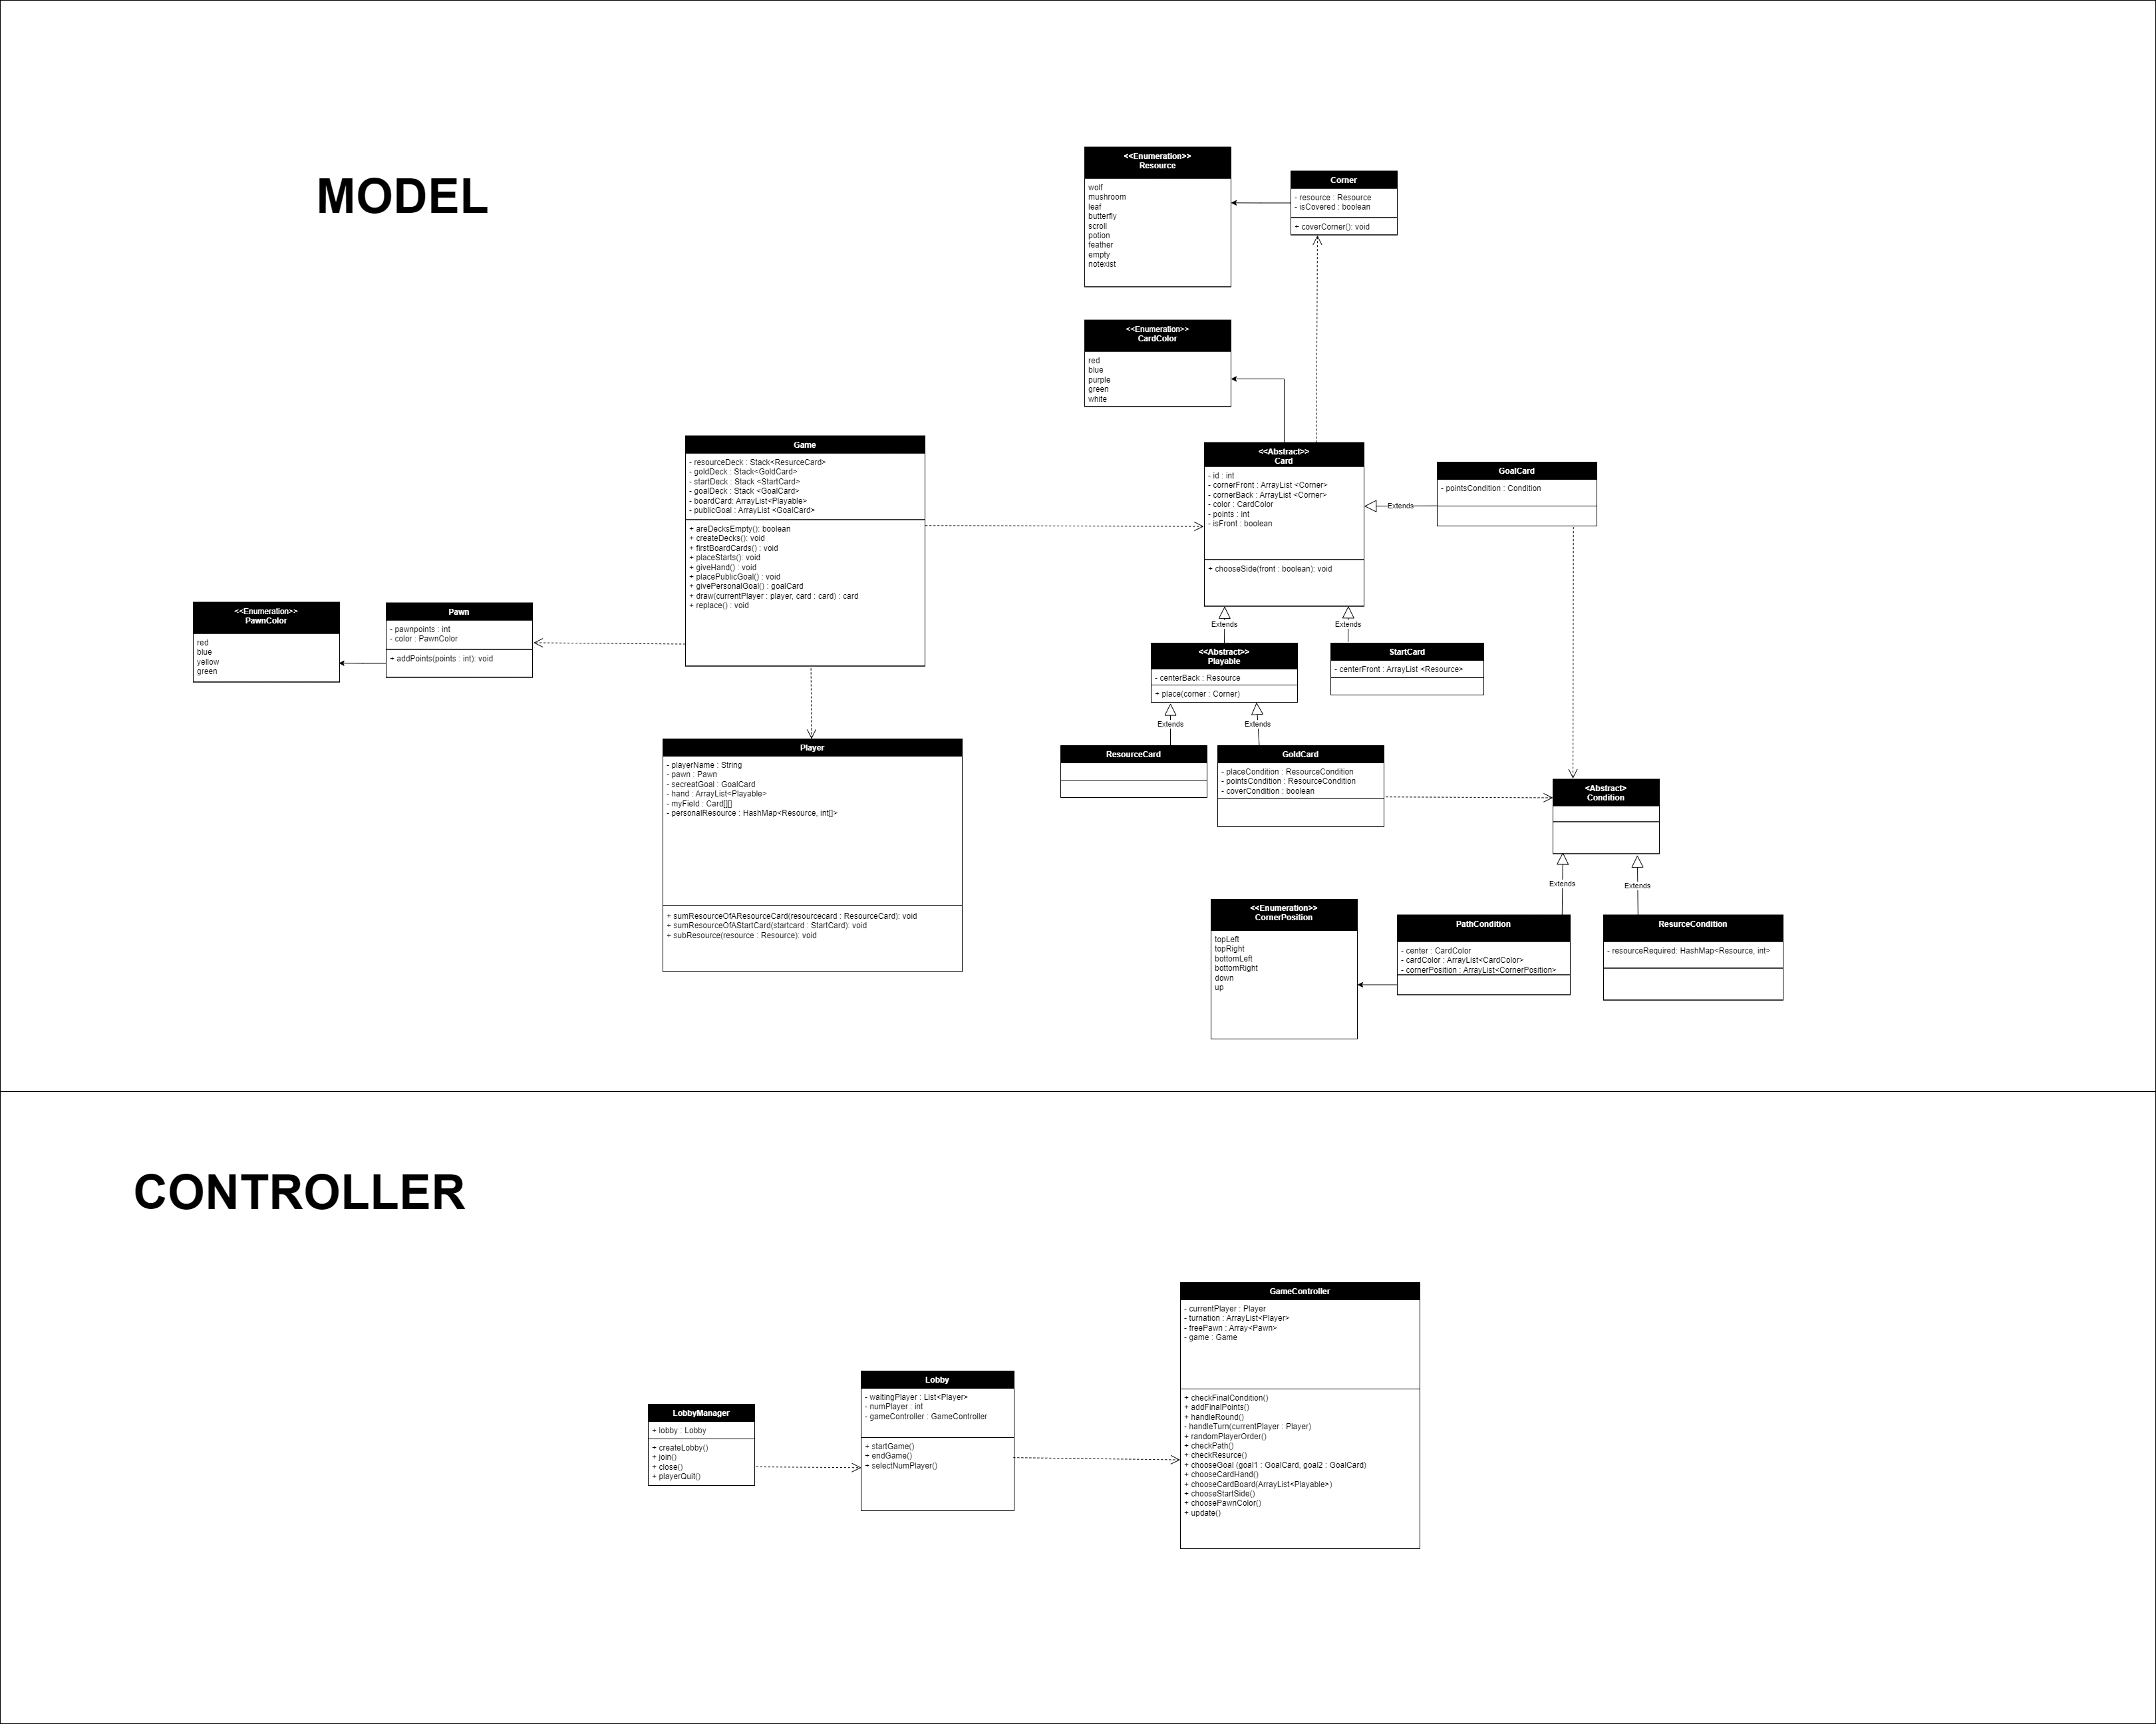 MODEL
<<Enumeration>>
Resource
wolf
mushroom
leaf
butterfly
scroll
potion
feather
empty
notexist
Corner
- resource : Resource
- isCovered : boolean
+ coverCorner(): void
<<Enumeration>>
CardColor
red
blue
purple
green
white
Game
- resourceDeck : Stack<ResurceCard>
- goldDeck : Stack<GoldCard>
- startDeck : Stack <StartCard>
- goalDeck : Stack <GoalCard>
- boardCard: ArrayList<Playable>
- publicGoal : ArrayList <GoalCard>
+ areDecksEmpty(): boolean
+ createDecks(): void
+ firstBoardCards() : void
+ placeStarts(): void
+ giveHand() : void
+ placePublicGoal() : void
+ givePersonalGoal() : goalCard
+ draw(currentPlayer : player, card : card) : card
+ replace() : void
<<Abstract>>
Card
- id : int
- cornerFront : ArrayList <Corner>
- cornerBack : ArrayList <Corner>
- color : CardColor
- points : int
- isFront : boolean
+ chooseSide(front : boolean): void
GoalCard
- pointsCondition : Condition
Extends
<<Enumeration>>
PawnColor
red
blue
yellow
green
Pawn
- pawnpoints : int
- color : PawnColor
+ addPoints(points : int): void
Extends
Extends
<<Abstract>>
Playable
- centerBack : Resource
+ place(corner : Corner)
StartCard
- centerFront : ArrayList <Resource>
Extends
Extends
Player
- playerName : String
- pawn : Pawn
- secreatGoal : GoalCard
- hand : ArrayList<Playable>
- myField : Card[][]
- personalResource : HashMap<Resource, int[]>
+ sumResourceOfAResourceCard(resourcecard : ResourceCard): void
+ sumResourceOfAStartCard(startcard : StartCard): void
+ subResource(resource : Resource): void
ResourceCard
GoldCard
- placeCondition : ResourceCondition
- pointsCondition : ResourceCondition
- coverCondition : boolean
<Abstract>
Condition
Extends
Extends
<<Enumeration>>
CornerPosition
topLeft
topRight
bottomLeft
bottomRight
down
up
PathCondition
- center : CardColor
- cardColor : ArrayList<CardColor>
- cornerPosition : ArrayList<CornerPosition>
ResurceCondition
- resourceRequired: HashMap<Resource, int>
CONTROLLER
LobbyManager
+ lobby : Lobby
+ createLobby()
+ join()
+ close()
+ playerQuit()
Lobby
- waitingPlayer : List<Player>
- numPlayer : int
- gameController : GameController
+ startGame()
+ endGame()
+ selectNumPlayer()
GameController
- currentPlayer : Player
- turnation : ArrayList<Player>
- freePawn : Array<Pawn>
- game : Game
+ checkFinalCondition()
+ addFinalPoints()
+ handleRound()
- handleTurn(currentPlayer : Player)
+ randomPlayerOrder()
+ checkPath()
+ checkResurce()
+ chooseGoal (goal1 : GoalCard, goal2 : GoalCard)
+ chooseCardHand()
+ chooseCardBoard(ArrayList<Playable>)
+ chooseStartSide()
+ choosePawnColor()
+ update()